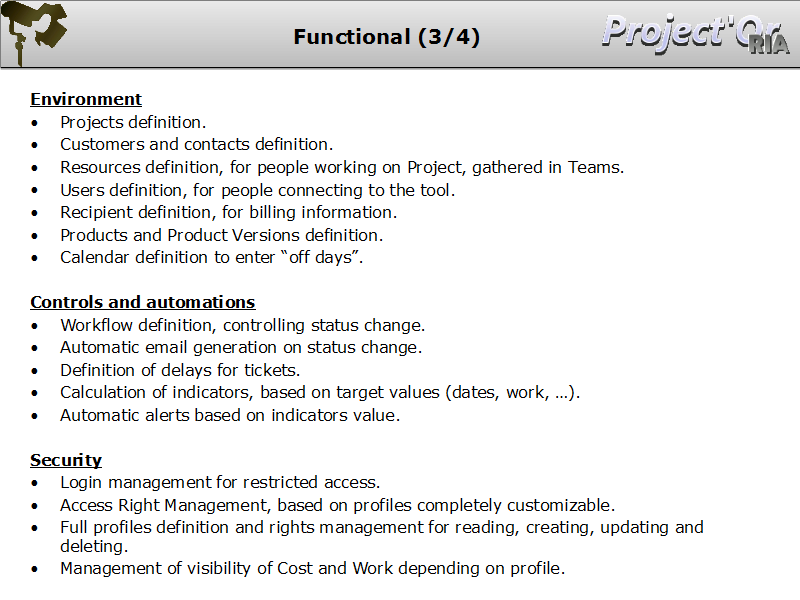 Functional (3/4)
Project'Or
RIA
Environment
• Projects definition.
• Customers and contacts definition.
• Resources definition, for people working on Project, gathered in Teams.
• Users definition, for people connecting to the tool.
• Recipient definition, for billing information.
• Products and Product Versions definition.
• Calendar definition to enter “off days”.
Controls and automations
• Workflow definition, controlling status change.
• Automatic email generation on status change.
• Definition of delays for tickets.
• Calculation of indicators, based on target values (dates, work, …).
• Automatic alerts based on indicators value.
Security
• Login management for restricted access.
• Access Right Management, based on profiles completely customizable.
• Full profiles definition and rights management for reading, creating, updating and
deleting.
• Management of visibility of Cost and Work depending on profile.